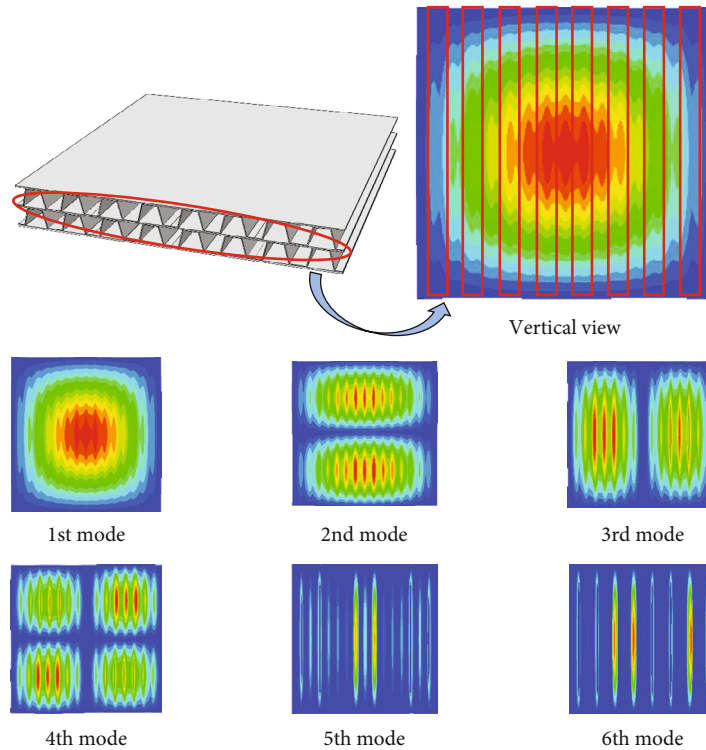 Vertical view
1st mode
2nd mode
3rd mode
4th mode
5th mode
6th mode